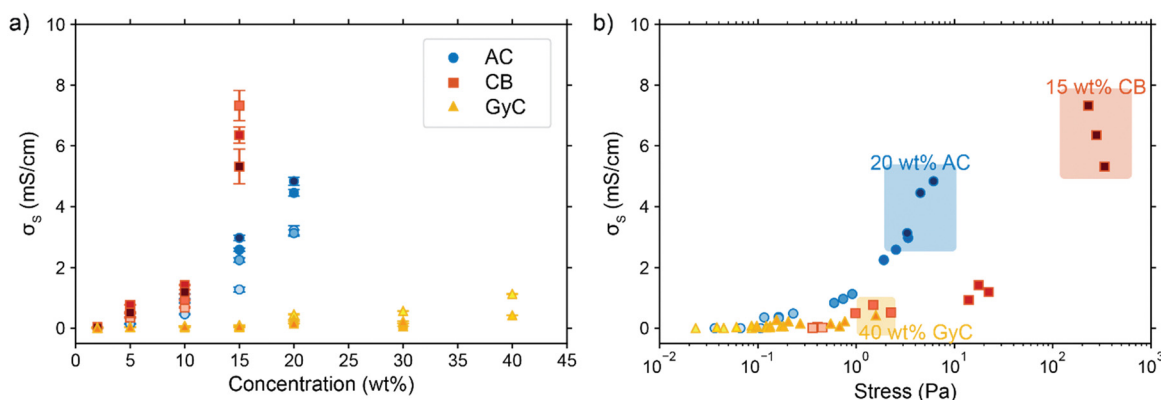 a)
10
8
6
4
2
0
σs (mS/cm)
0 5 10 15 20 25 30 35 40 45
Concentration (wt%)
AC
CB
GyC
b)
10
8
6
4
2
0
σs (mS/cm)
15 wt% CB
20 wt% AC
40 wt% GyC
10⁻² 10⁻¹ 10⁰ 10¹ 10² 10³
Stress (Pa)